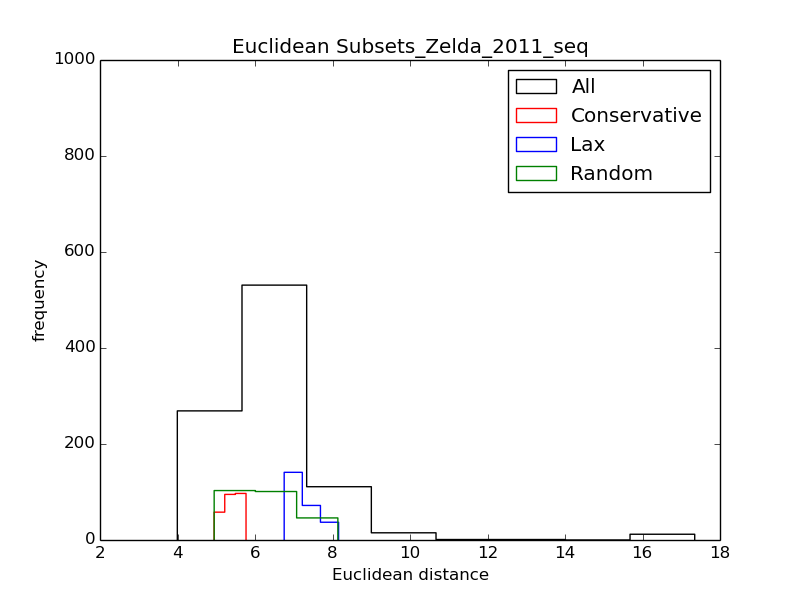 Euclidean Subsets_Zelda_2011_seq
1000
800
600
400
200
0
frequency
All
Conservative
Lax
Random
2 4 6 8 10 12 14 16 18
Euclidean distance